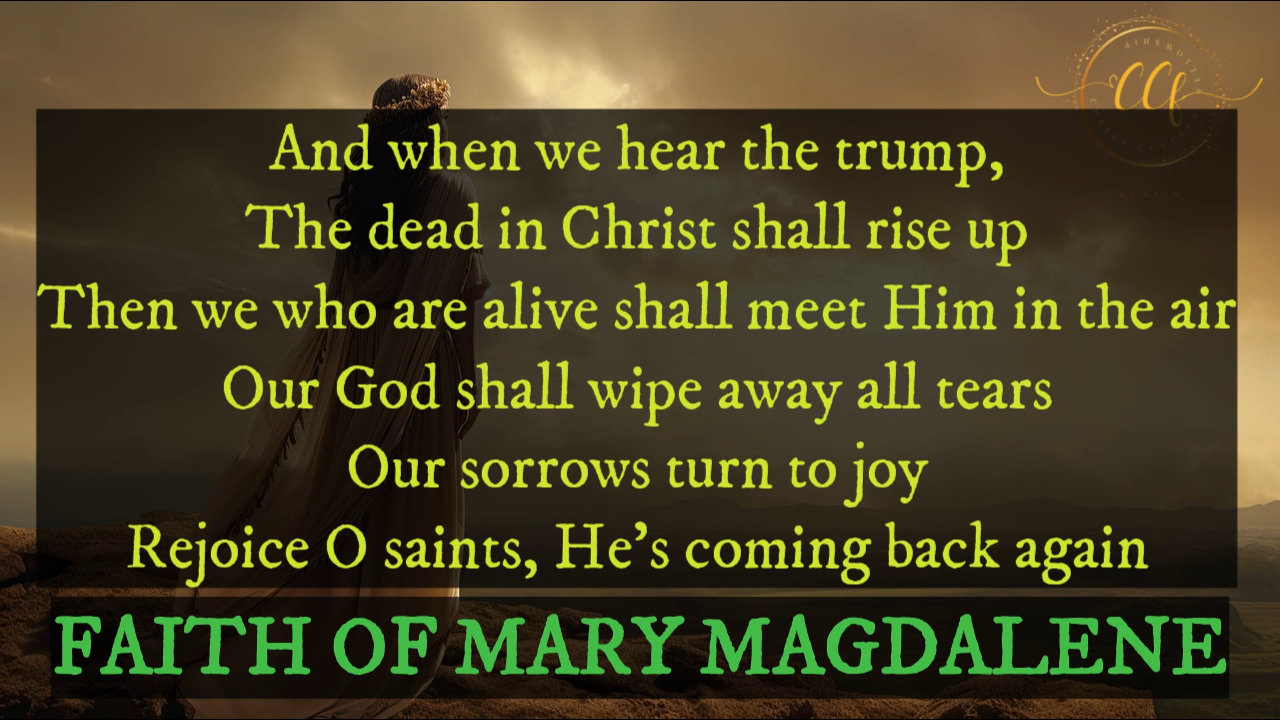 CCf
And when we hear the trump,
The dead in Christ shall rise up
Then we who are alive shall meet Him in the air
Our God shall wipe away all tears
Our sorrows turn to joy
Rejoice O saints, He’s coming back again
FAITH OF MARY MAGDALENE